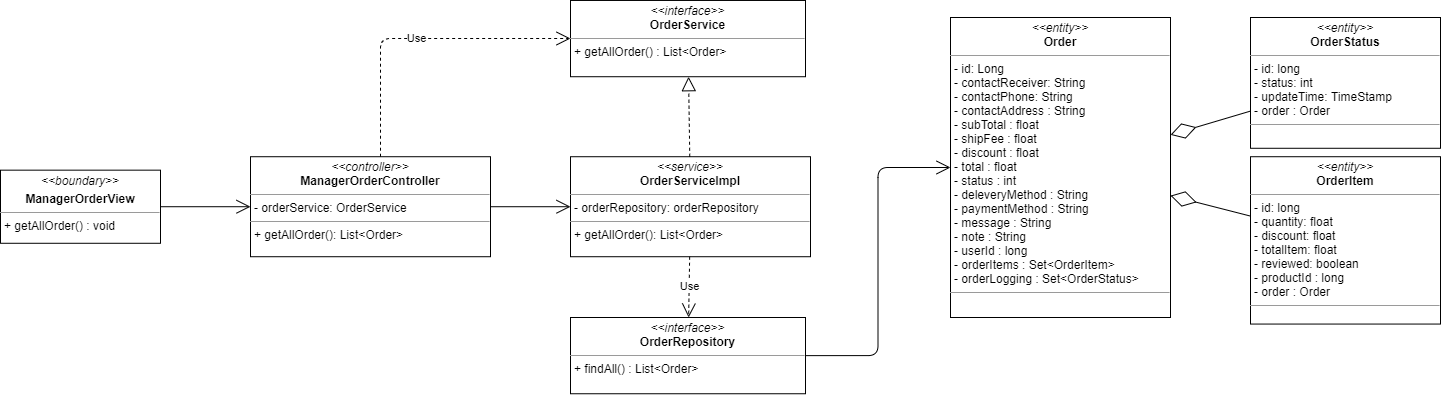 <<boundary>>
ManagerOrderView
+ getAllOrder() : void
<<controller>>
ManagerOrderController
- orderService: OrderService
+ getAllOrder(): List<Order>
Use
<<interface>>
OrderService
+ getAllOrder() : List<Order>
<<service>>
OrderServiceImpl
- orderRepository: orderRepository
+ getAllOrder(): List<Order>
Use
<<interface>>
OrderRepository
+ findAll() : List<Order>
<<entity>>
Order
- id: Long
- contactReceiver: String
- contactPhone: String
- contactAddress : String
- subTotal : float
- shipFee : float
- discount : float
- total : float
- status : int
- deleveryMethod : String
- paymentMethod : String
- message : String
- note : String
- userId : long
- orderItems : Set<OrderItem>
- orderLogging : Set<OrderStatus>
<<entity>>
OrderStatus
- id: long
- status: int
- updateTime: TimeStamp
- order : Order
<<entity>>
OrderItem
- id: long
- quantity: float
- discount: float
- totalItem: float
- reviewed: boolean
- productId : long
- order : Order